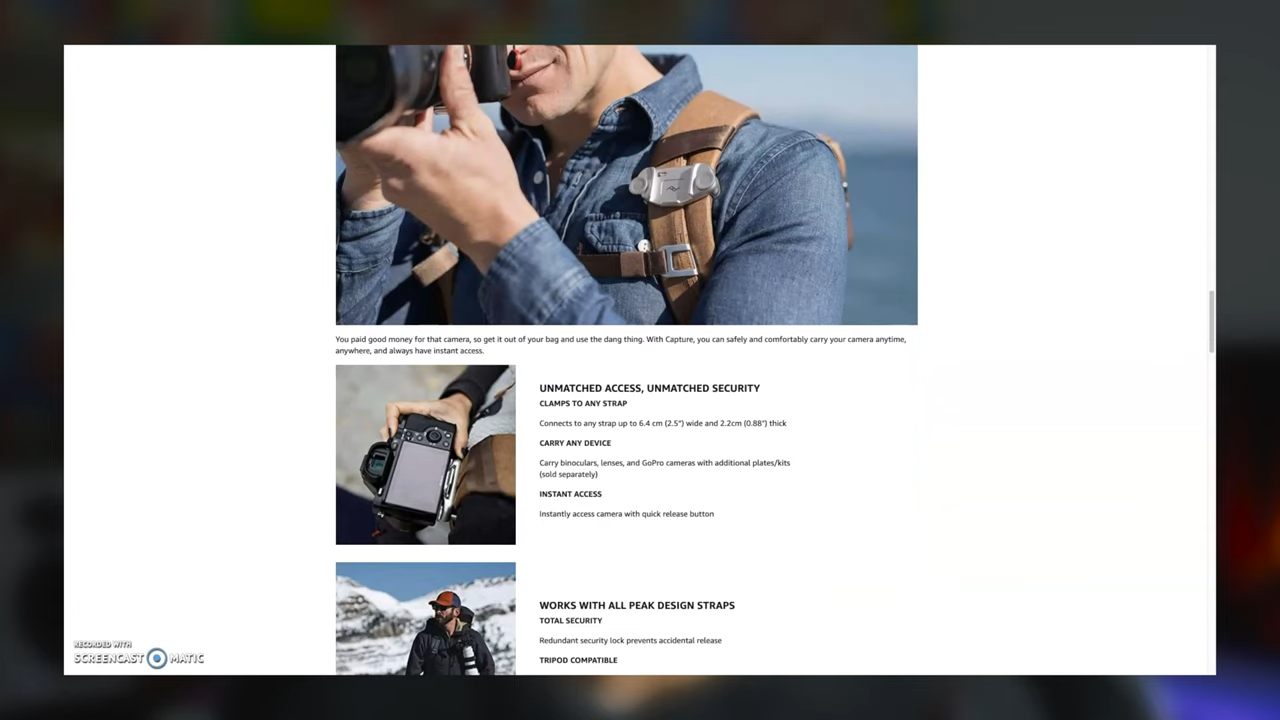 You paid good money for that camera, so get it out of your bag and use the dang thing. With Capture, you can safely and comfortably carry your camera anytime,
anywhere, and always have instant access.
UNMATCHED ACCESS, UNMATCHED SECURITY
CLAMPS TO ANY STRAP
Connects to any strap up to 6.4 cm (2.5") wide and 2.2cm (0.88") thick
CARRY ANY DEVICE
Carry binoculars, lenses, and GoPro cameras with additional plates/kits
(sold separately)
INSTANT ACCESS
Instantly access camera with quick release button
WORKS WITH ALL PEAK DESIGN STRAPS
TOTAL SECURITY
Redundant security lock prevents accidental release
TRIPOD COMPATIBLE
RECORDED WITH
SCREENCAST MATIC